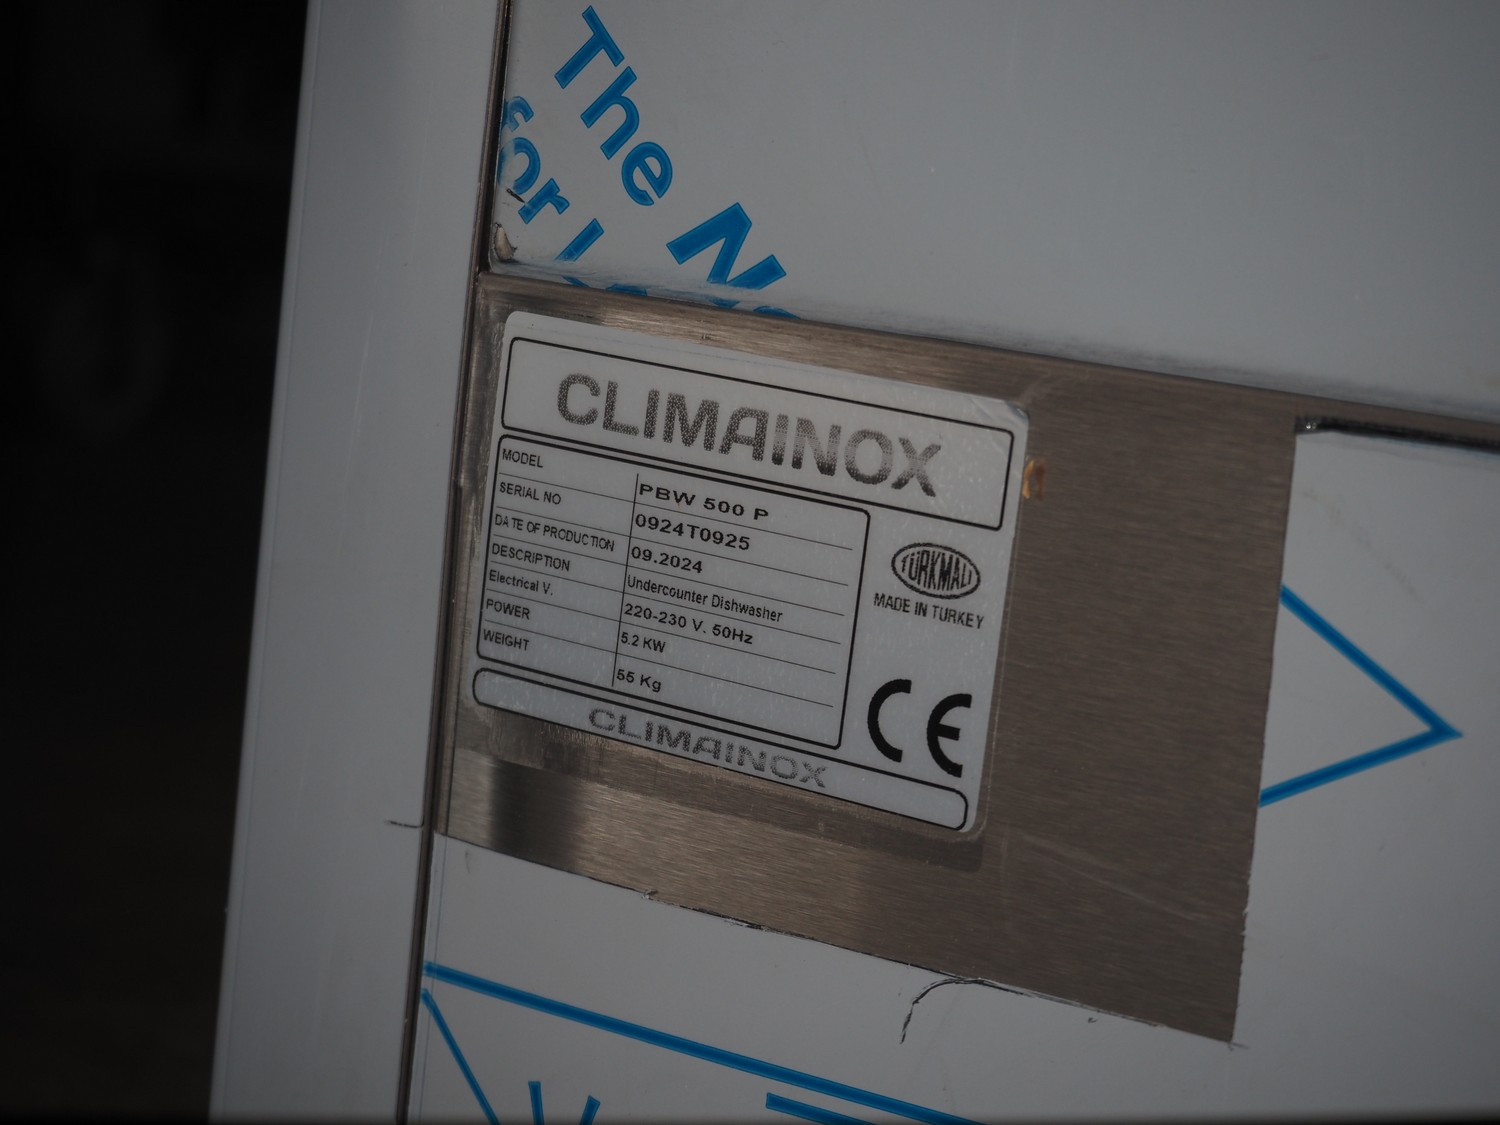 The
for
CLIMAINOX
MODEL PBW 500 P
SERIAL NO 0924T0925
DATE OF PRODUCTION 09.2024
DESCRIPTION Undercounter Dishwasher
Electrical V. 220-230 V. 50Hz
POWER 5.2 KW
WEIGHT 55 Kg
TÜRKMALI
MADE IN TURKEY
CE
CLIMAINOX